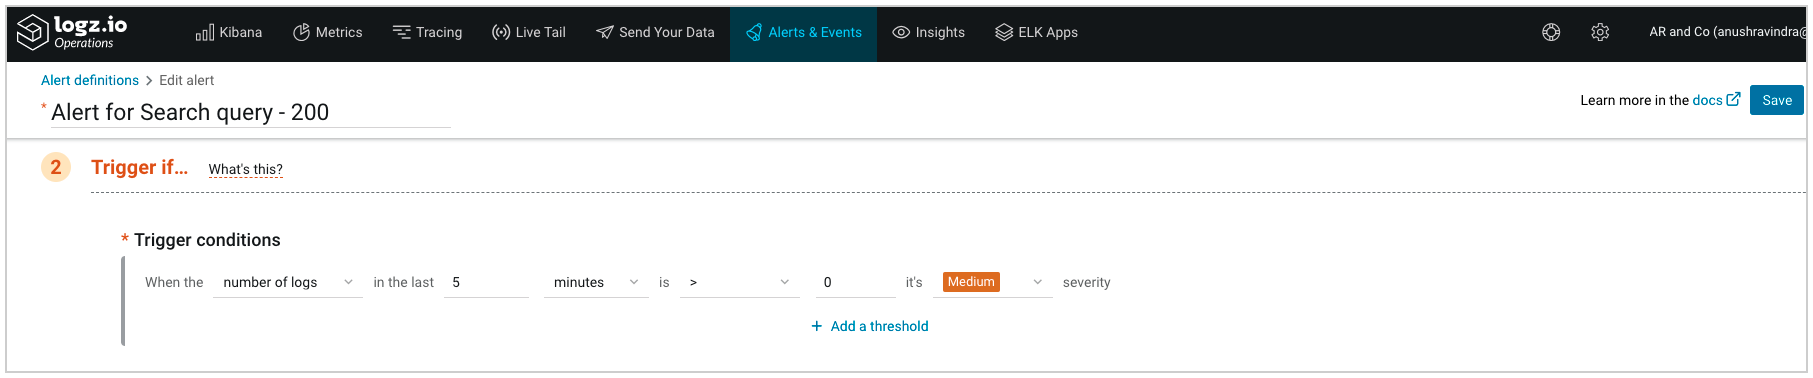 logz.io
Operations
Kibana Metrics Tracing Live Tail Send Your Data Alerts & Events Insights ELK Apps AR and Co (anushravindra@
Alert definitions > Edit alert
* Alert for Search query - 200
Learn more in the docs Save
2 Trigger if... What's this?
* Trigger conditions
When the number of logs in the last 5 minutes is > 0 it's Medium severity
+ Add a threshold